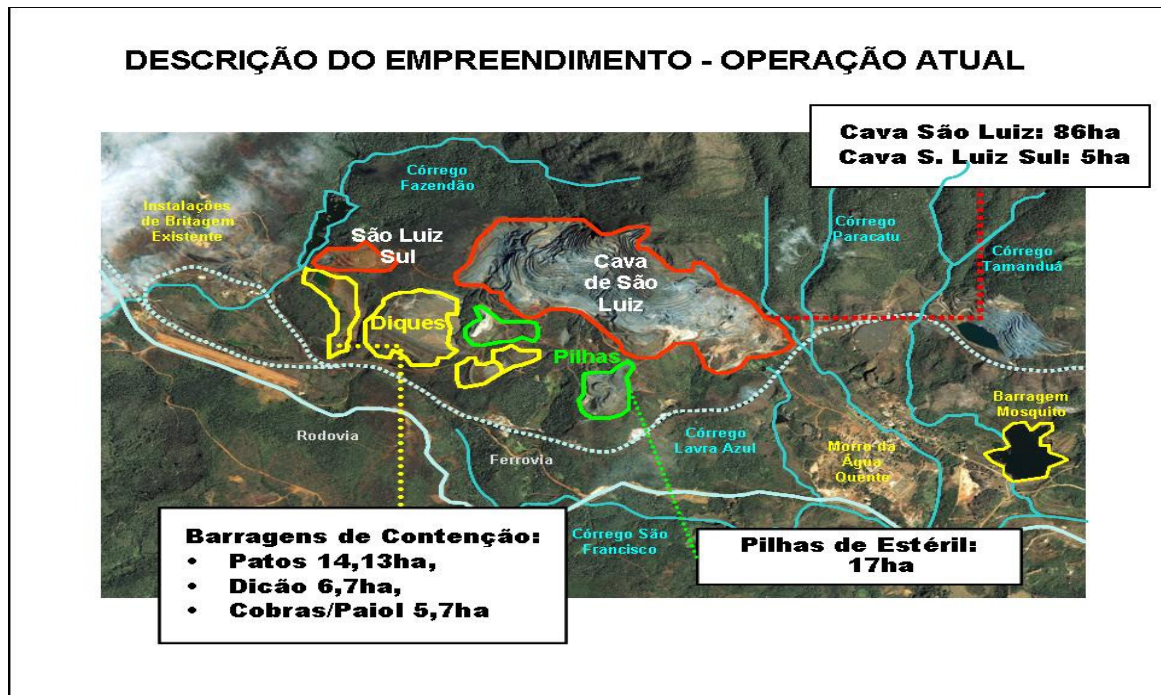 DESCRIÇÃO DO EMPREENDIMENTO - OPERAÇÃO ATUAL
Cava São Luiz: 86ha
Cava S. Luiz Sul: 5ha
Córrego
Fazendão
Instalações
de Britagem
Existente
São Luiz
Sul
Cava
de São
Luiz
Córrego
Paracatu
Córrego
Tamanduá
Diques
Pilhas
Barragem
Mosquito
Rodovia
Ferrovia
Córrego
Lavra Azul
Morro da
Água
Quente
Córrego São
Francisco
Barragens de Contenção:
• Patos 14,13ha,
• Dicão 6,7ha,
• Cobras/Paiol 5,7ha
Pilhas de Estéril:
17ha